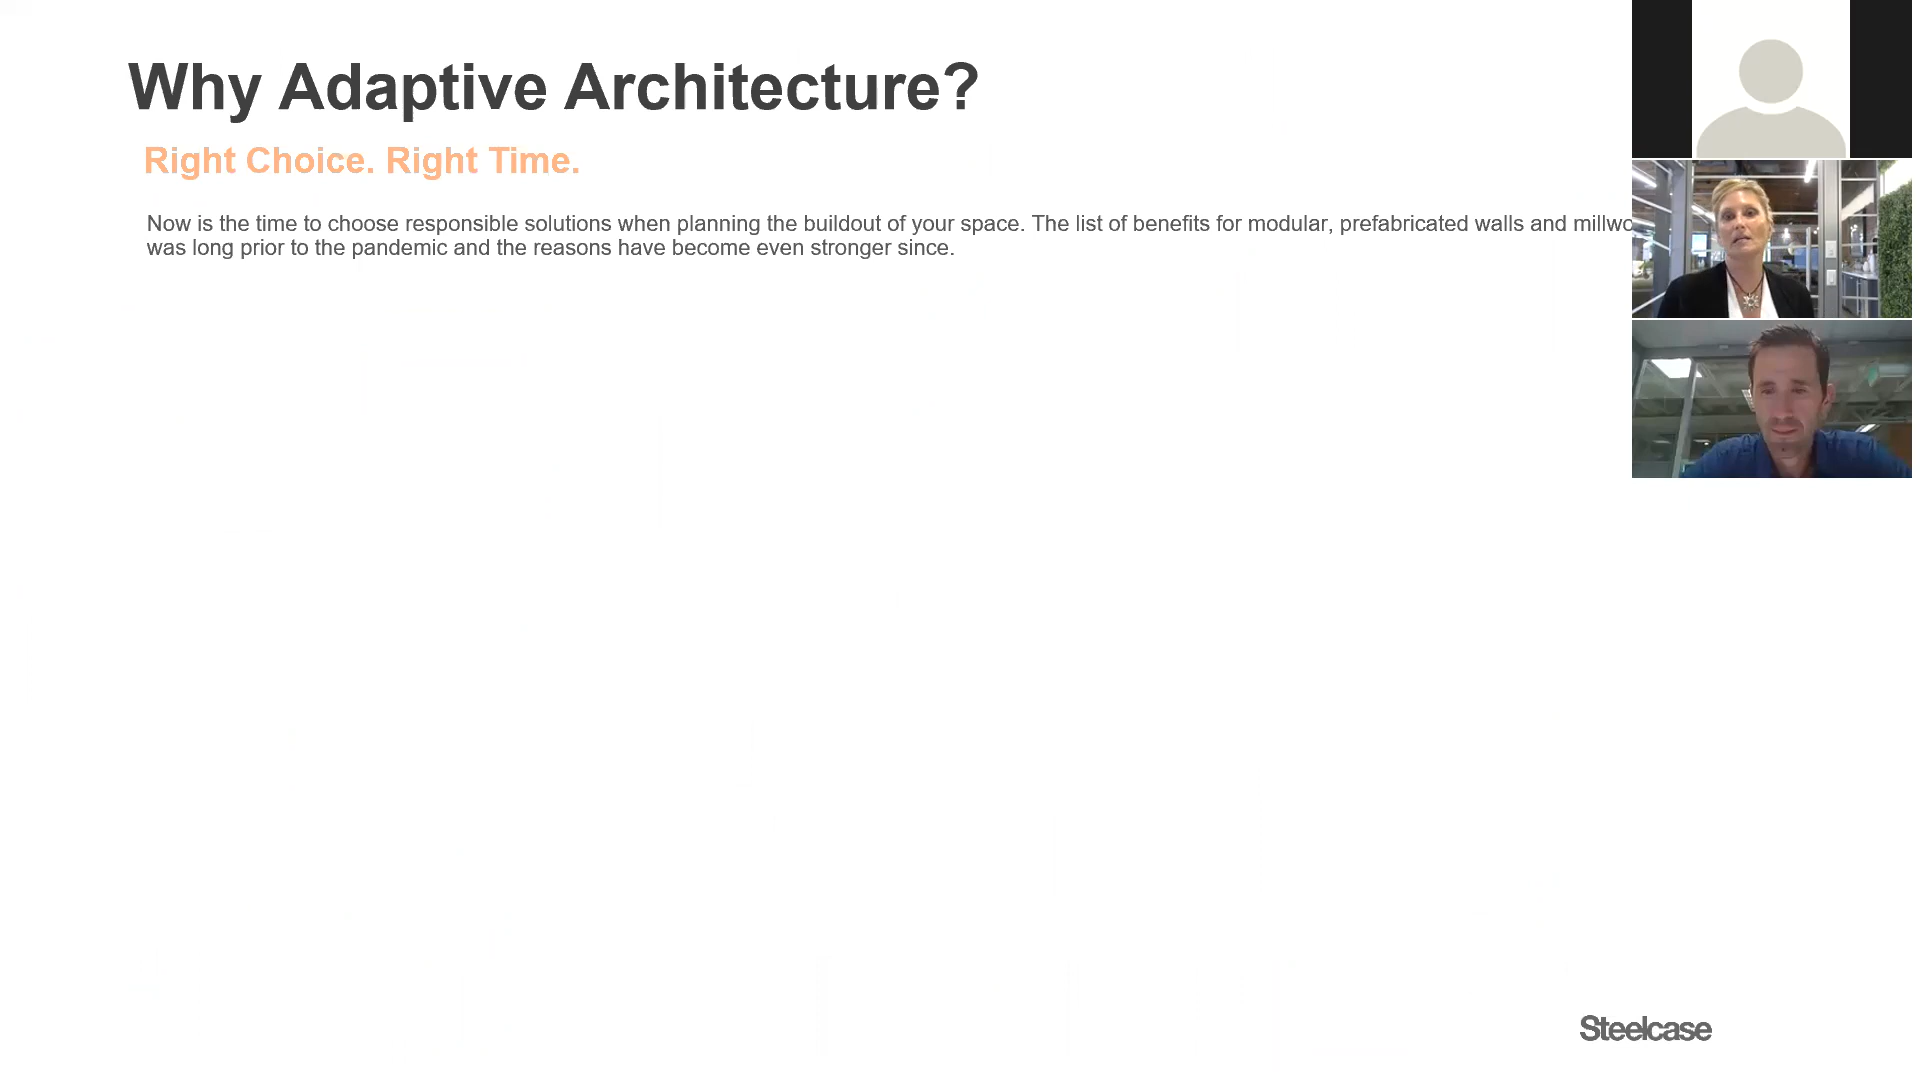 Why Adaptive Architecture?
Right Choice. Right Time.
Now is the time to choose responsible solutions when planning the buildout of your space. The list of benefits for modular, prefabricated walls and
was long prior to the pandemic and the reasons have become even stronger since.
Steelcase